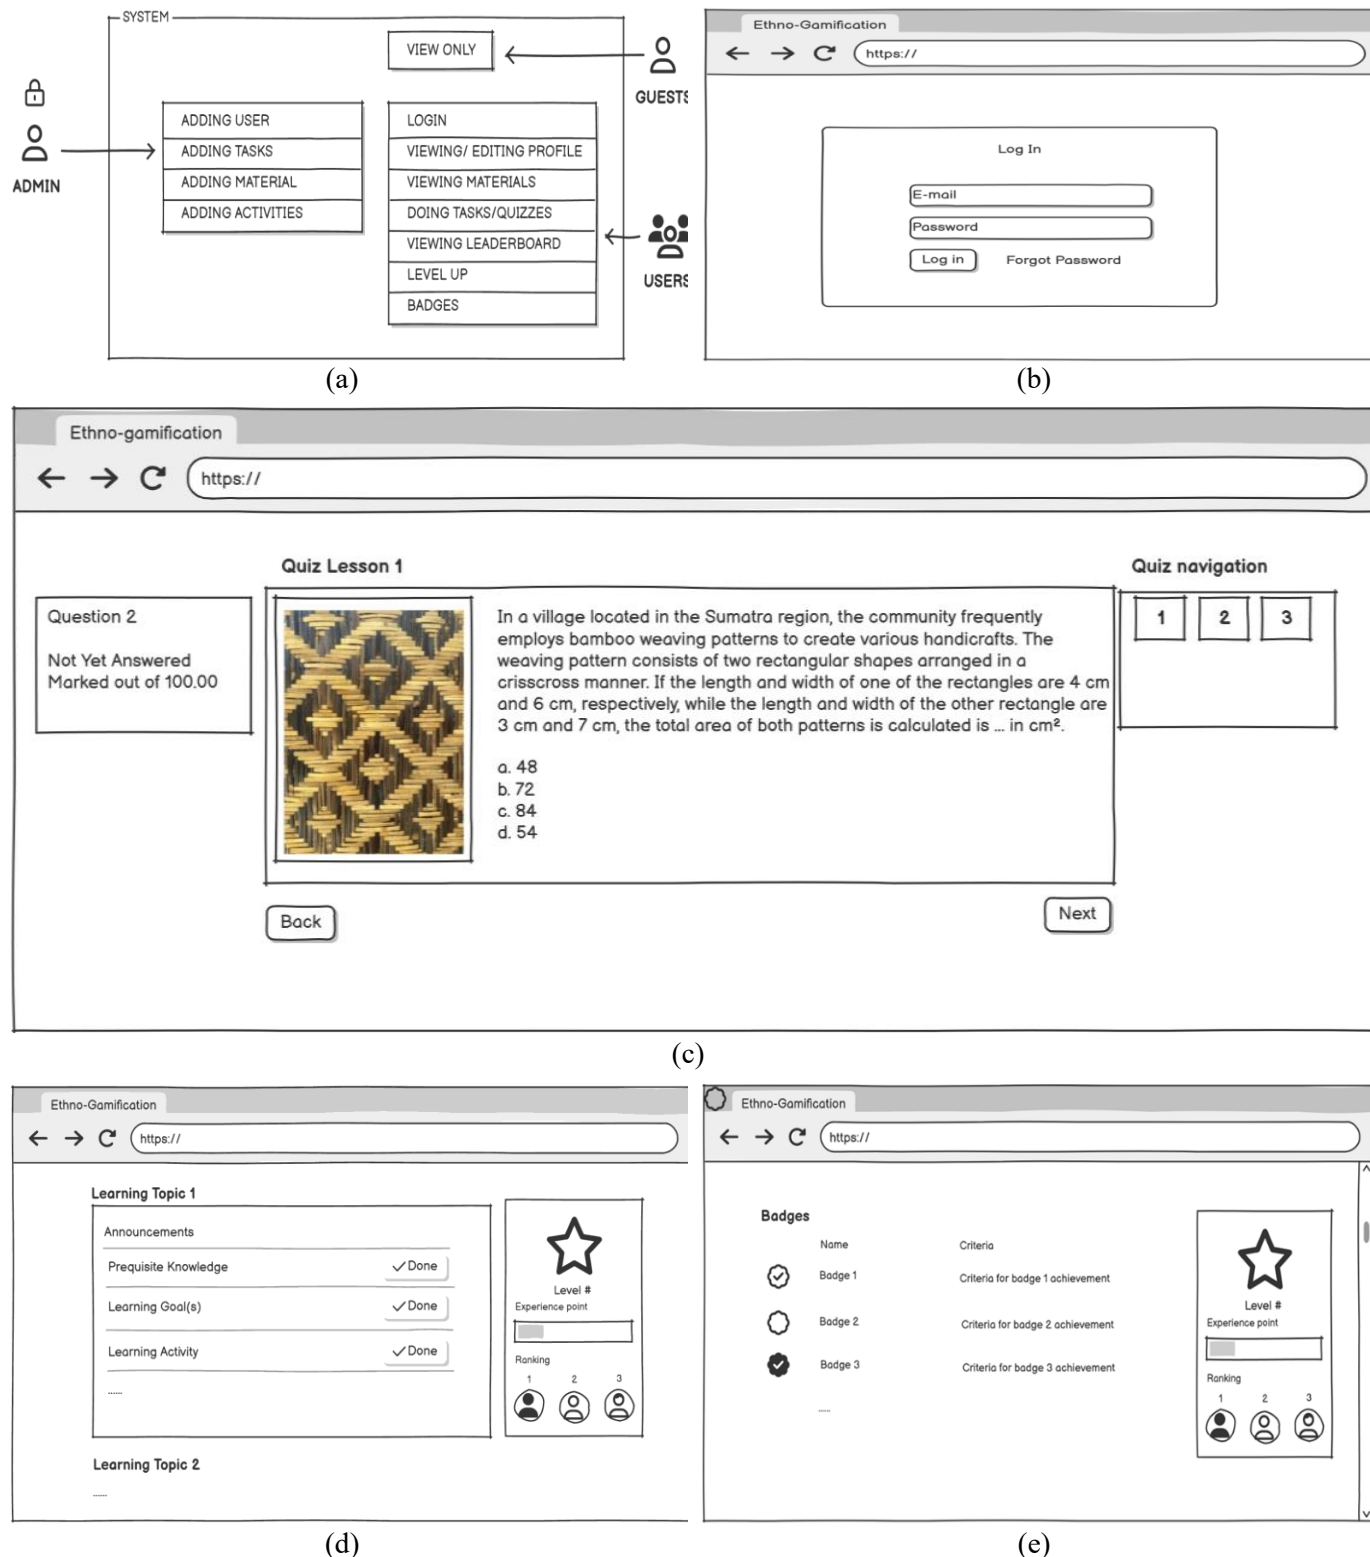 SYSTEM
VIEW ONLY
GUESTS
ADMIN
ADDING USER
ADDING TASKS
ADDING MATERIAL
ADDING ACTIVITIES
LOGIN
VIEWING/ EDITING PROFILE
VIEWING MATERIALS
DOING TASKS/QUIZZES
VIEWING LEADERBOARD
LEVEL UP
BADGES
USERS
(a)
Ethno-Gamification
https://
Log In
E-mail
Password
Log in
Forgot Password
(b)
Ethno-gamification
https://
Question 2
Not Yet Answered
Marked out of 100.00
Quiz Lesson 1
In a village located in the Sumatra region, the community frequently
employs bamboo weaving patterns to create various handicrafts. The
weaving pattern consists of two rectangular shapes arranged in a
crisscross manner. If the length and width of one of the rectangles are 4 cm
and 6 cm, respectively, while the length and width of the other rectangle are
3 cm and 7 cm, the total area of both patterns is calculated is ... in cm².
a. 48
b. 72
c. 84
d. 54
Back
Next
Quiz navigation
1 2 3
(c)
Ethno-Gamification
https://
Learning Topic 1
Announcements
Prequisite Knowledge Done
Learning Goal(s) Done
Learning Activity Done
......
Learning Topic 2
......
Level #
Experience point
Ranking
1 2 3
(d)
Ethno-Gamification
https://
Badges
Name Criteria
Badge 1 Criteria for badge 1 achievement
Badge 2 Criteria for badge 2 achievement
Badge 3 Criteria for badge 3 achievement
......
Level #
Experience point
Ranking
1 2 3
(e)